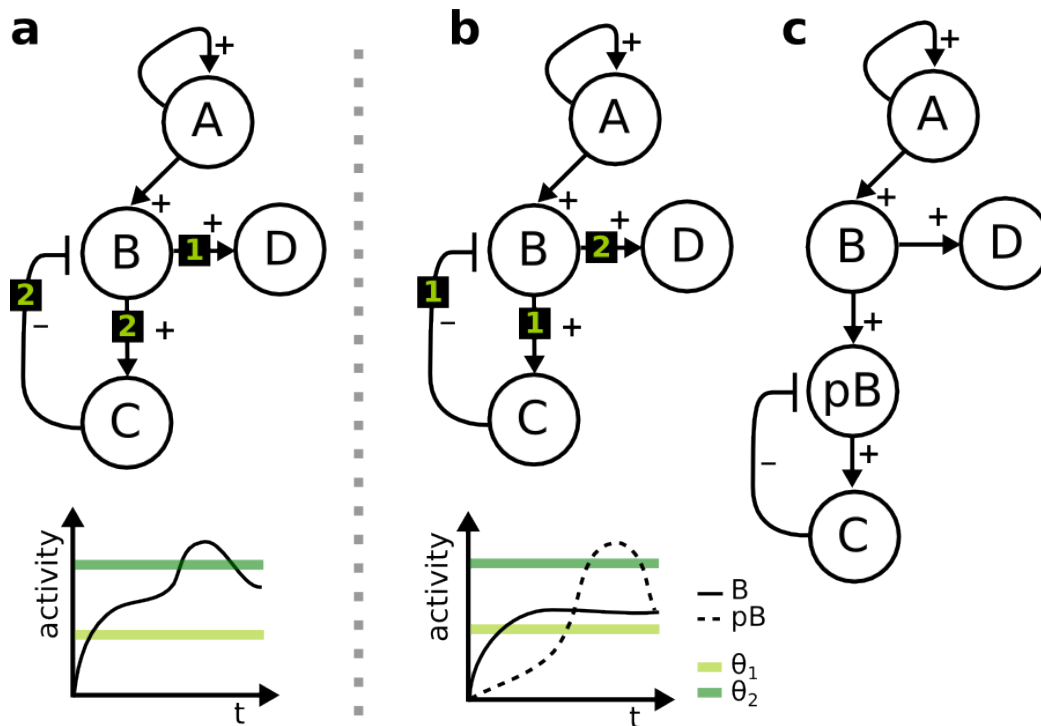 a
+
A
+
B
1
+
D
2
2
+
–
C
activity
t
b
+
A
+
B
2
+
D
1
1
+
–
C
activity
t
B
pB
θ1
θ2
c
+
A
+
B
+
D
+
pB
+
–
C